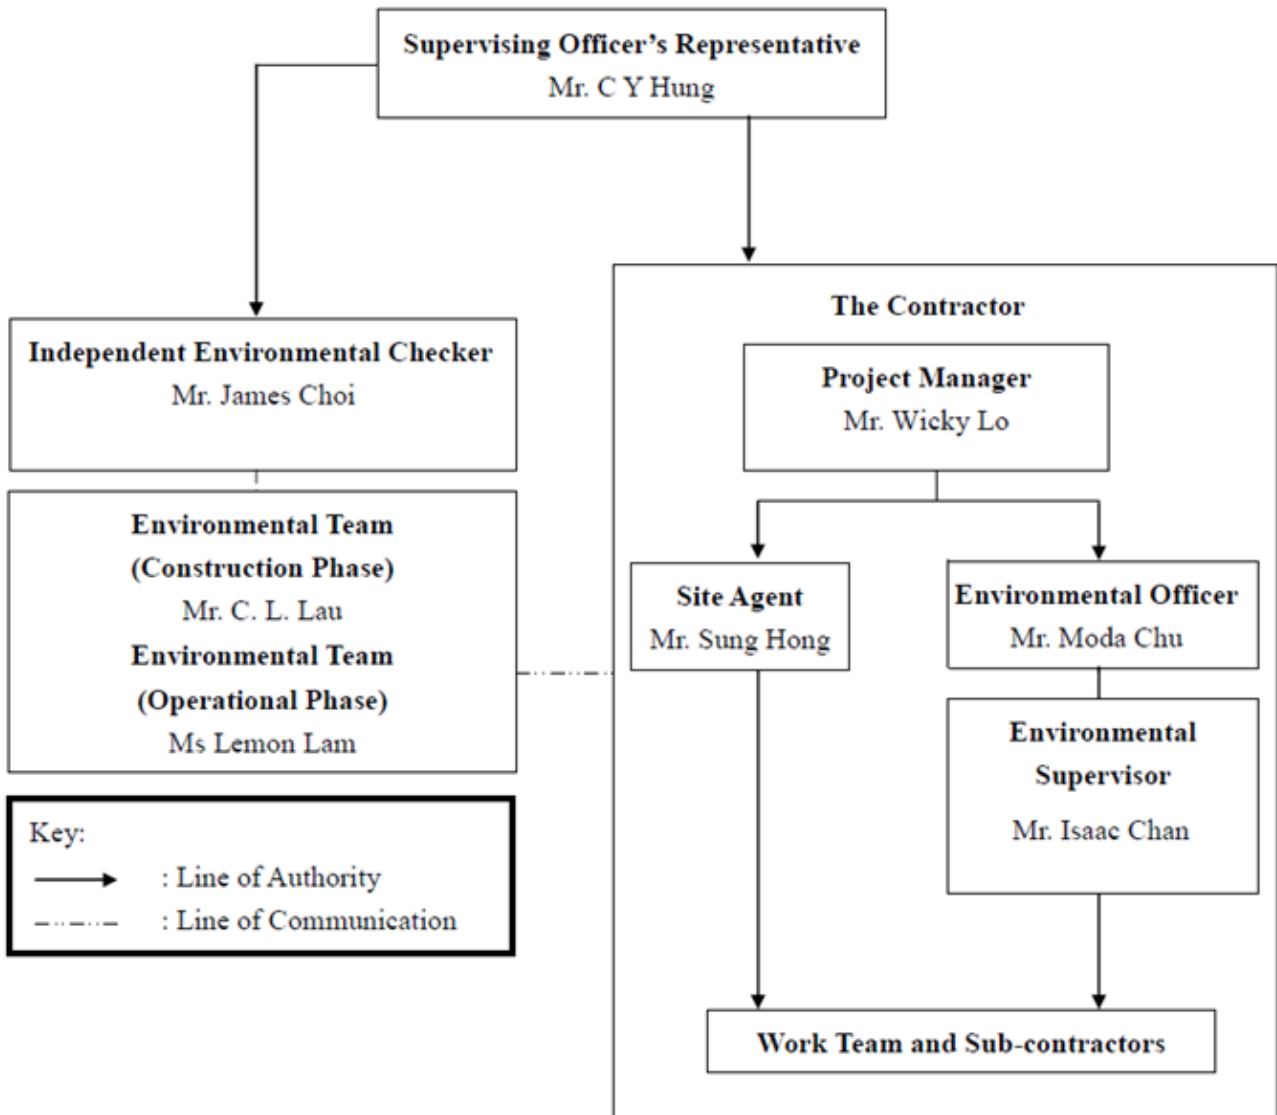 Supervising Officer’s Representative
Mr. C Y Hung
Independent Environmental Checker
Mr. James Choi
Environmental Team
(Construction Phase)
Mr. C. L. Lau
Environmental Team
(Operational Phase)
Ms Lemon Lam
Key:
: Line of Authority
: Line of Communication
The Contractor
Project Manager
Mr. Wicky Lo
Site Agent
Mr. Sung Hong
Environmental Officer
Mr. Moda Chu
Environmental
Supervisor
Mr. Isaac Chan
Work Team and Sub-contractors